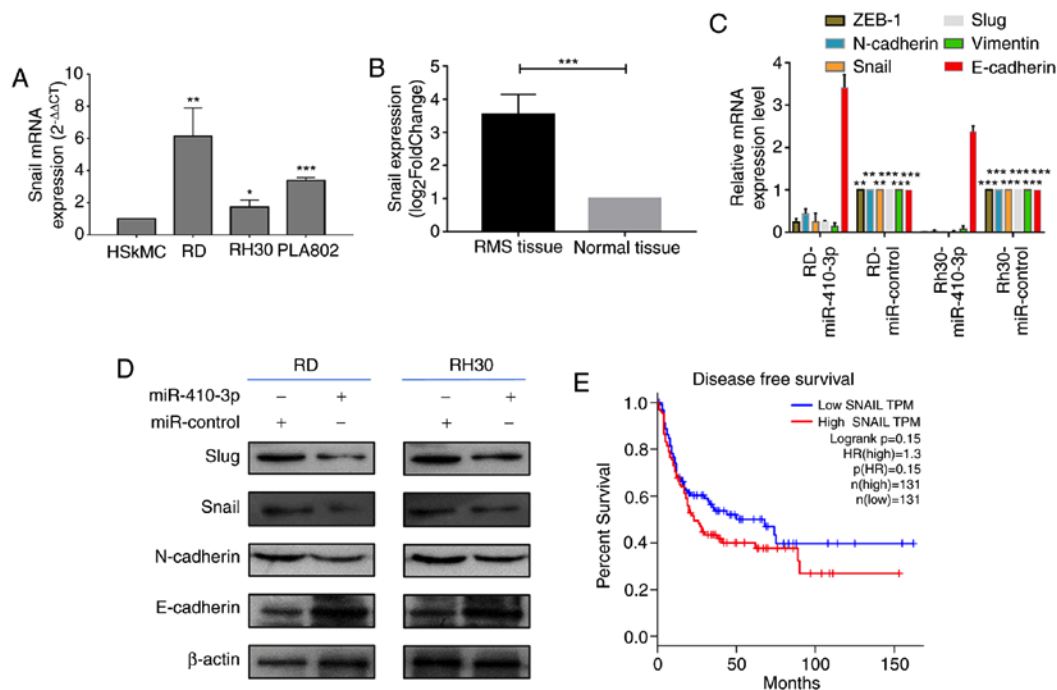 A
Snail mRNA
expression (2-ΔΔCT)
10
8
6
4
2
0
**
*
***
HSkMC
RD
RH30
PLA802
B
Snail expression
(log2FoldChange)
5
4
3
2
1
0
***
RMS tissue
Normal tissue
C
ZEB-1
Slug
N-cadherin
Vimentin
Snail
E-cadherin
Relative mRNA
expression level
4
3
2
1
0
** *** ***
** ** ***
*** *** ***
*** *** ***
RD-
miR-410-3p
RD-
miR-control
Rh30-
miR-410-3p
Rh30-
miR-control
D
RD
RH30
miR-410-3p
– + – +
miR-control
+ – + –
Slug
Snail
N-cadherin
E-cadherin
β-actin
E
Disease free survival
Low SNAIL TPM
High SNAIL TPM
Logrank p=0.15
HR(high)=1.3
p(HR)=0.15
n(high)=131
n(low)=131
Percent Survival
1.0
0.8
0.6
0.4
0.2
0.0
0
50
100
150
Months